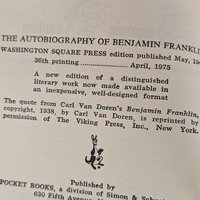 THE AUTOBIOGRAPHY OF BENJAMIN FRANKL
WASHINGTON SQUARE PRESS edition published May, 19
36th printing April, 1975
A new edition of a distinguished
literary work now made available in
an inexpensive, well-designed format
The quote from Carl Van Doren's Benjamin Franklin,
copyright, 1938, by Carl Van Doren, is reprinted by
permission of The Viking Press, Inc., New York.
Published by
POCKET BOOKS, a division of Simon &
630 Fifth Avenue,